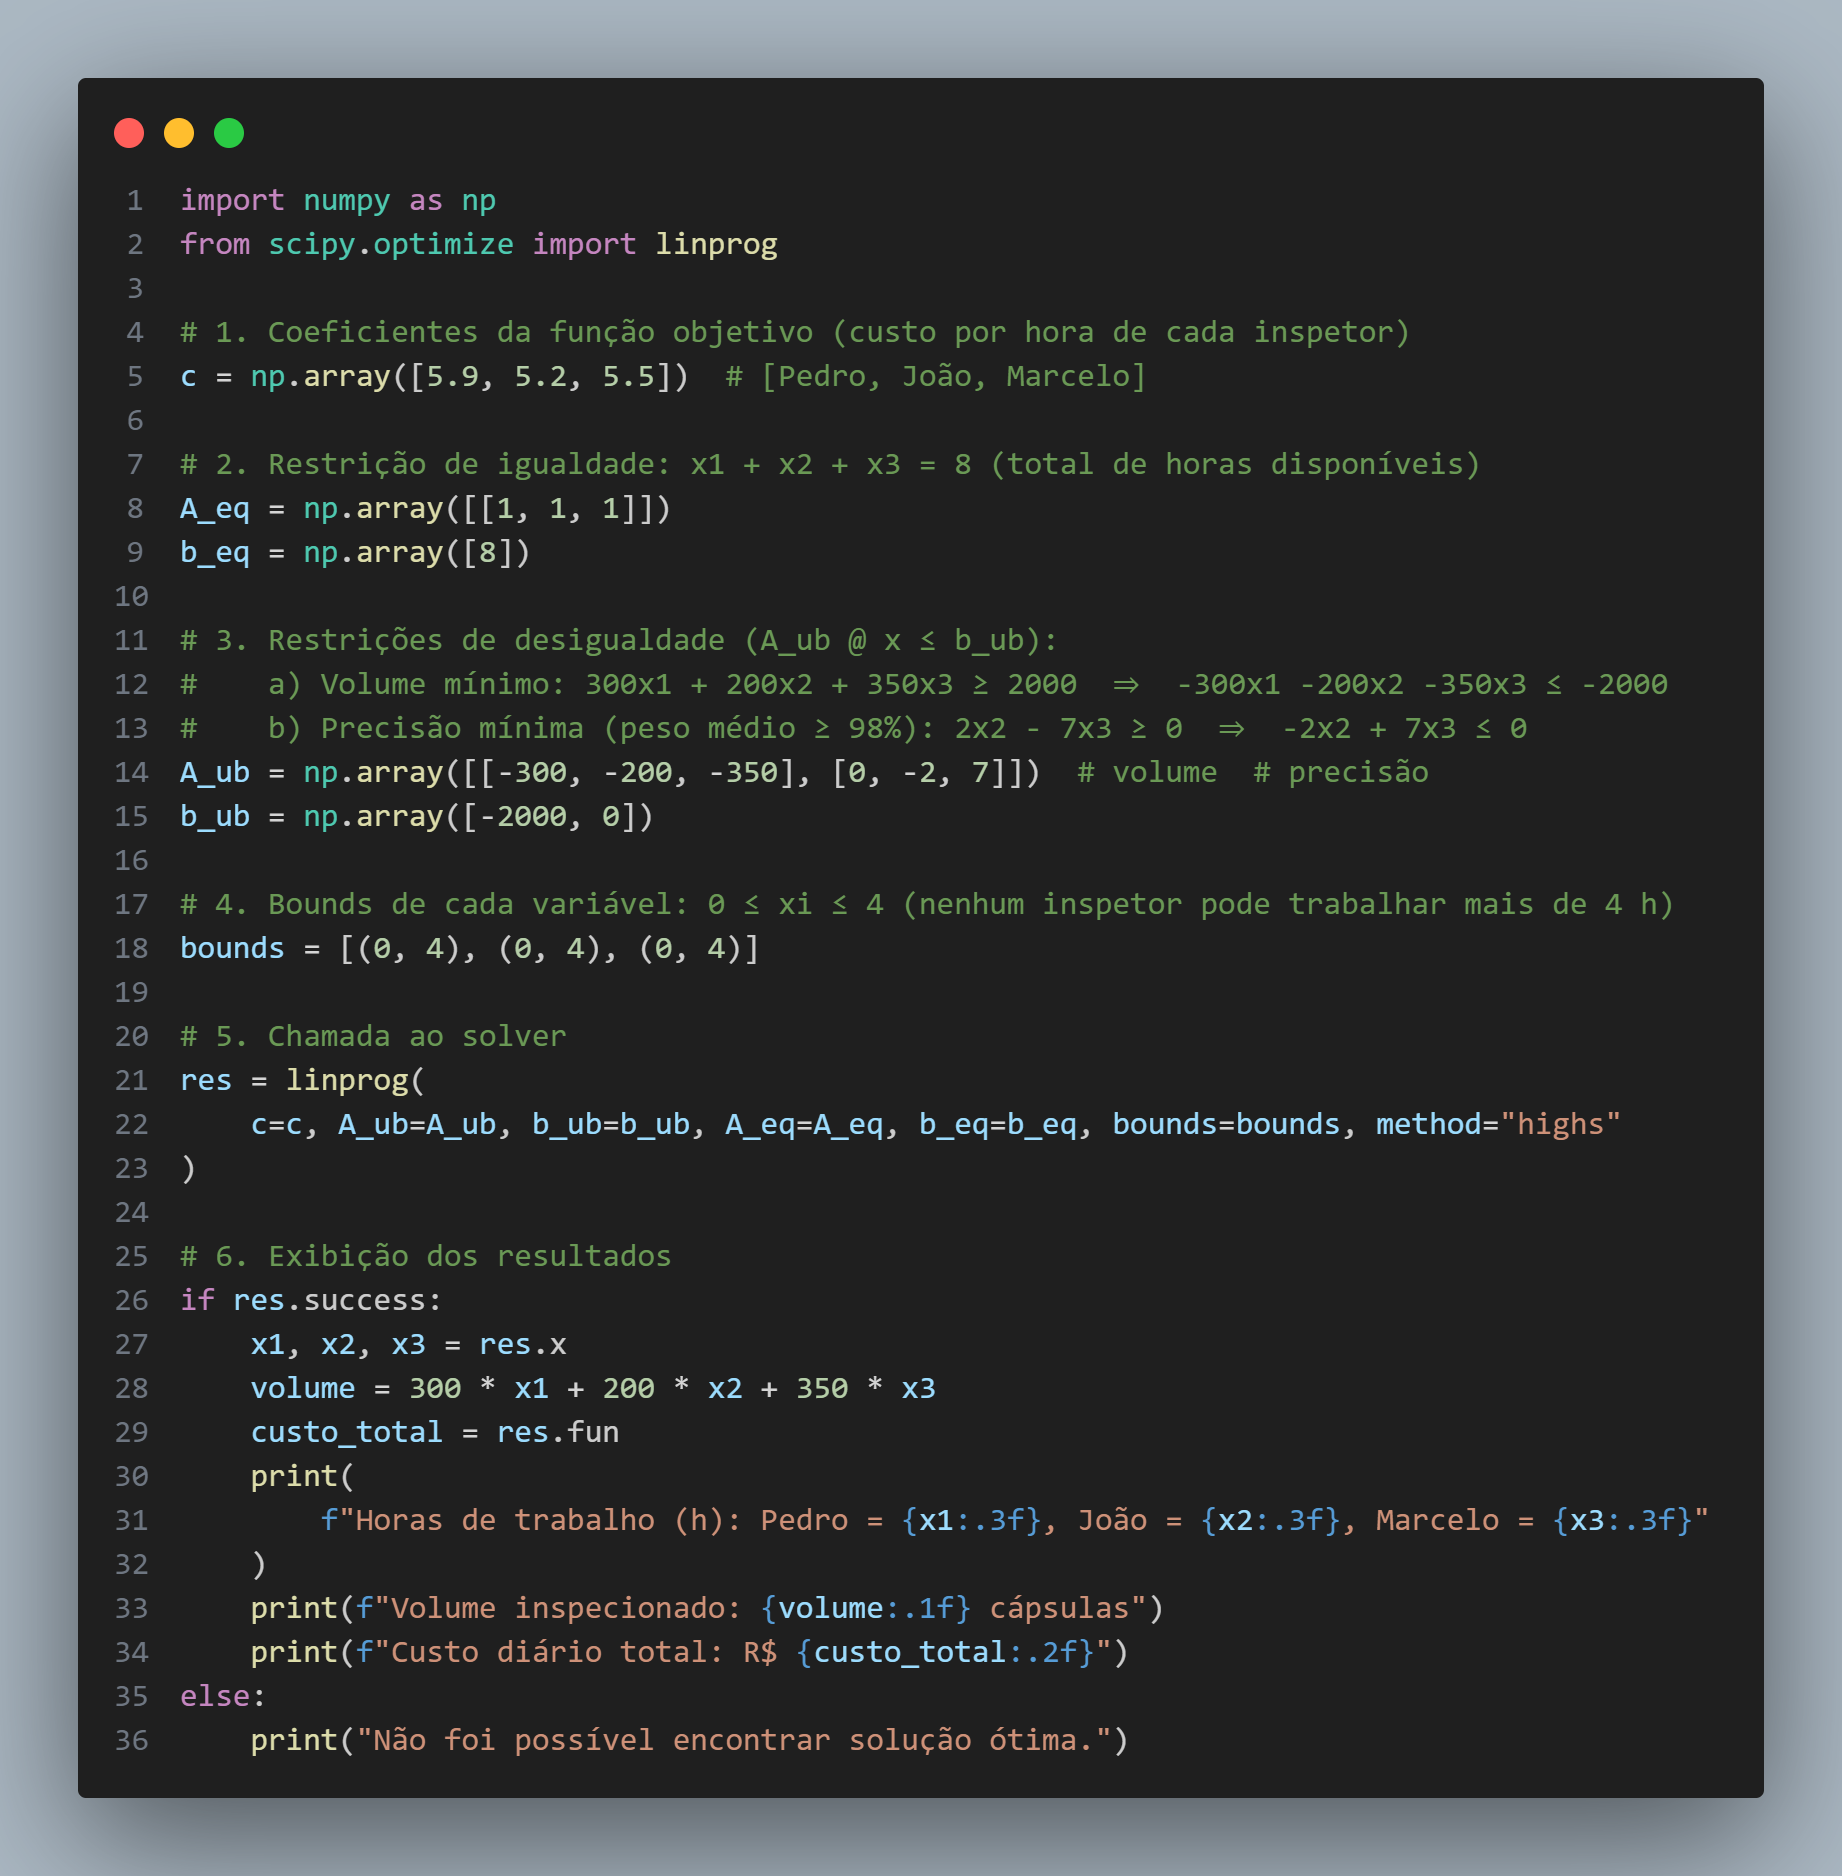 1 import numpy as np
2 from scipy.optimize import linprog
3
4 # 1. Coeficientes da função objetivo (custo por hora de cada inspetor)
5 c = np.array([5.9, 5.2, 5.5])  # [Pedro, João, Marcelo]
6
7 # 2. Restrição de igualdade: x1 + x2 + x3 = 8 (total de horas disponíveis)
8 A_eq = np.array([[1, 1, 1]])
9 b_eq = np.array([8])
10
11 # 3. Restrições de desigualdade (A_ub @ x ≤ b_ub):
12 #    a) Volume mínimo: 300x1 + 200x2 + 350x3 ≥ 2000  ⇒  -300x1 -200x2 -350x3 ≤ -2000
13 #    b) Precisão mínima (peso médio ≥ 98%): 2x2 - 7x3 ≥ 0  ⇒  -2x2 + 7x3 ≤ 0
14 A_ub = np.array([[-300, -200, -350], [0, -2, 7]])  # volume  # precisão
15 b_ub = np.array([-2000, 0])
16
17 # 4. Bounds de cada variável: 0 ≤ xi ≤ 4 (nenhum inspetor pode trabalhar mais de 4 h)
18 bounds = [(0, 4), (0, 4), (0, 4)]
19
20 # 5. Chamada ao solver
21 res = linprog(
22     c=c, A_ub=A_ub, b_ub=b_ub, A_eq=A_eq, b_eq=b_eq, bounds=bounds, method="highs"
23 )
24
25 # 6. Exibição dos resultados
26 if res.success:
27     x1, x2, x3 = res.x
28     volume = 300 * x1 + 200 * x2 + 350 * x3
29     custo_total = res.fun
30     print(
31         f"Horas de trabalho (h): Pedro = {x1:.3f}, João = {x2:.3f}, Marcelo = {x3:.3f}"
32     )
33     print(f"Volume inspecionado: {volume:.1f} cápsulas")
34     print(f"Custo diário total: R$ {custo_total:.2f}")
35 else:
36     print("Não foi possível encontrar solução ótima.")